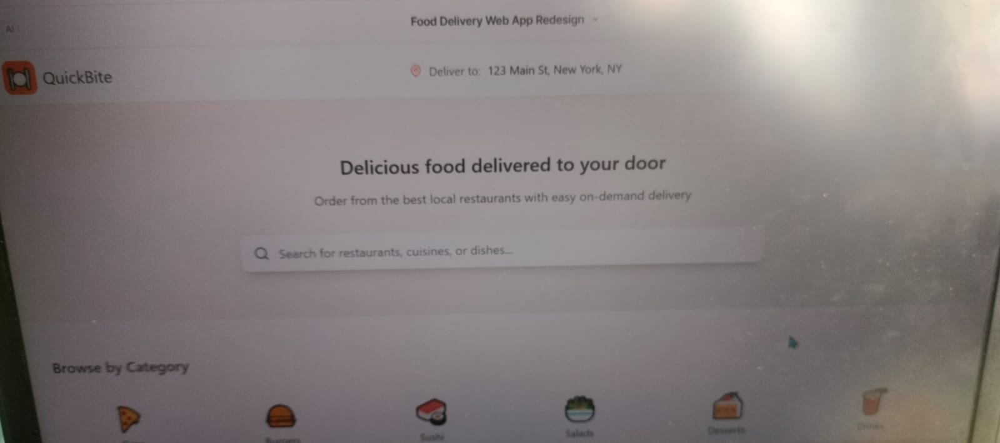 AI
Food Delivery Web App Redesign
QuickBite
Deliver to: 123 Main St, New York, NY
Delicious food delivered to your door
Order from the best local restaurants with easy on-demand delivery
Search for restaurants, cuisines, or dishes...
Browse by Category
Burgers
Sushi
Salads
Desserts
Drinks